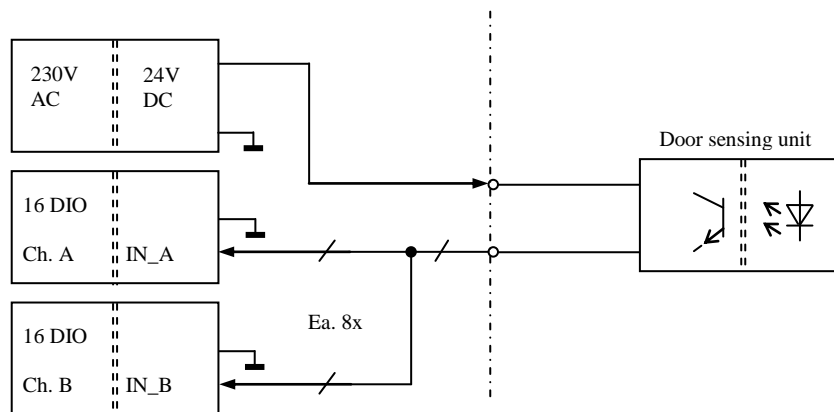 230V 24V
AC DC
Door sensing unit
16 DIO
Ch. A IN_A
Ea. 8x
16 DIO
Ch. B IN_B